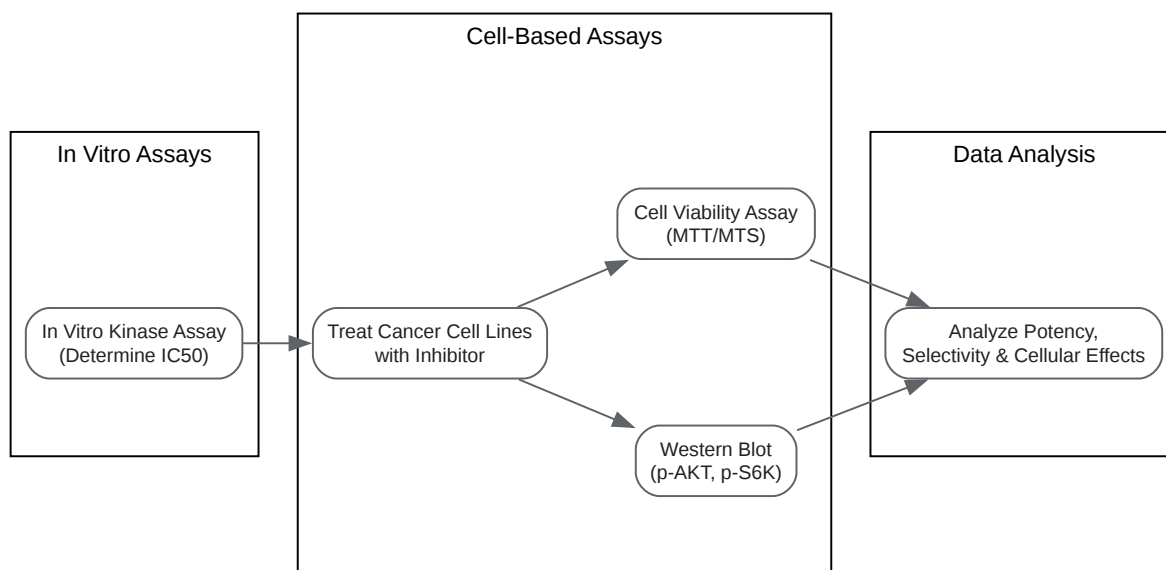 Cell-Based Assays
In Vitro Assays
Data Analysis
Cell Viability Assay
(MTT/MTS)
In Vitro Kinase Assay
(Determine IC50)
Treat Cancer Cell Lines
with Inhibitor
Analyze Potency,
Selectivity & Cellular Effects
Western Blot
(p-AKT, p-S6K)